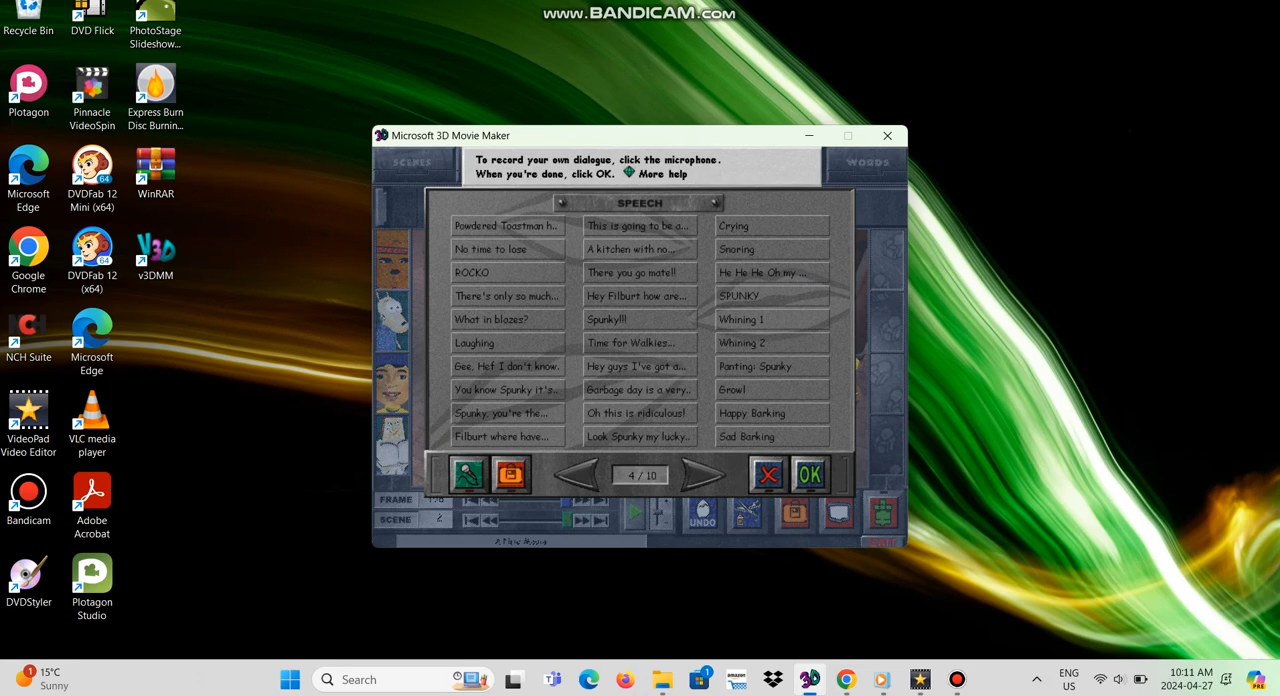 www.BANDICAM.com
Recycle Bin
DVD Flick
PhotoStage
Slideshow...
Plotagon
Pinnacle
VideoSpin
Express Burn
Disc Burnin...
Microsoft
Edge
DVDFab 12
Mini (x64)
WinRAR
Google
Chrome
DVDFab 12
(x64)
v3DMM
NCH Suite
Microsoft
Edge
VideoPad
Video Editor
VLC media
player
Bandicam
Adobe
Acrobat
DVDStyler
Plotagon
Studio
Microsoft 3D Movie Maker
SCENES
To record your own dialogue, click the microphone.
When you're done, click OK. More help
WORDS
SPEECH
Powdered Toastman h..
This is going to be a...
Crying
No time to lose
A kitchen with no...
Snoring
ROCKO
There you go mate!!
He He He Oh my ...
There's only so much...
Hey Filburt how are...
SPUNKY
What in blazes?
Spunky!!!
Whining 1
Laughing
Time for Walkies...
Whining 2
Gee, Hef I don't know.
Hey guys I've got a...
Panting: Spunky
You know Spunky it's..
Garbage day is a very..
Growl
Spunky, you're the...
Oh this is ridiculous!
Happy Barking
Filburt where have...
Look Spunky my lucky..
Sad Barking
4 / 10
OK
FRAME
SCENE 2
UNDO
15°C
Sunny
Search
ENG
US
10:11 AM
2024-04-27